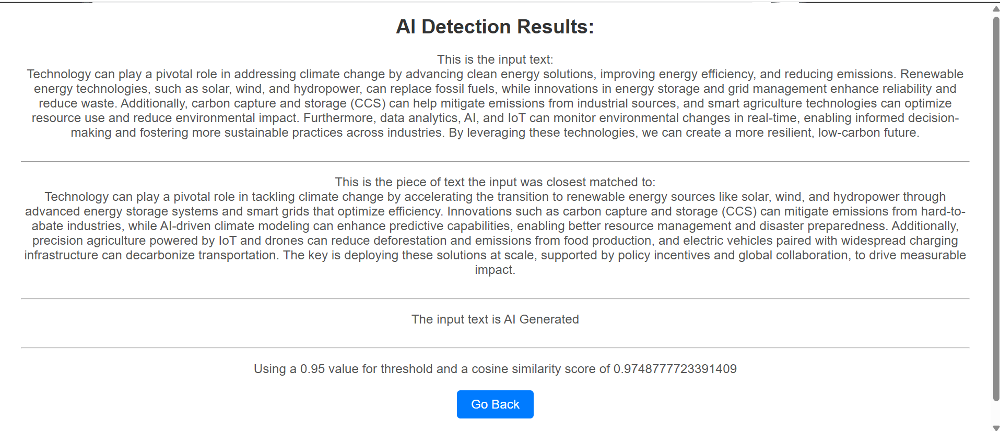 AI Detection Results:
This is the input text:
Technology can play a pivotal role in addressing climate change by advancing clean energy solutions, improving energy efficiency, and reducing emissions. Renewable
energy technologies, such as solar, wind, and hydropower, can replace fossil fuels, while innovations in energy storage and grid management enhance reliability and
reduce waste. Additionally, carbon capture and storage (CCS) can help mitigate emissions from industrial sources, and smart agriculture technologies can optimize
resource use and reduce environmental impact. Furthermore, data analytics, AI, and IoT can monitor environmental changes in real-time, enabling informed decision-
making and fostering more sustainable practices across industries. By leveraging these technologies, we can create a more resilient, low-carbon future.
This is the piece of text the input was closest matched to:
Technology can play a pivotal role in tackling climate change by accelerating the transition to renewable energy sources like solar, wind, and hydropower through
advanced energy storage systems and smart grids that optimize efficiency. Innovations such as carbon capture and storage (CCS) can mitigate emissions from hard-to-
abate industries, while AI-driven climate modeling can enhance predictive capabilities, enabling better resource management and disaster preparedness. Additionally,
precision agriculture powered by IoT and drones can reduce deforestation and emissions from food production, and electric vehicles paired with widespread charging
infrastructure can decarbonize transportation. The key is deploying these solutions at scale, supported by policy incentives and global collaboration, to drive measurable
impact.
The input text is AI Generated
Using a 0.95 value for threshold and a cosine similarity score of 0.9748777723391409
Go Back